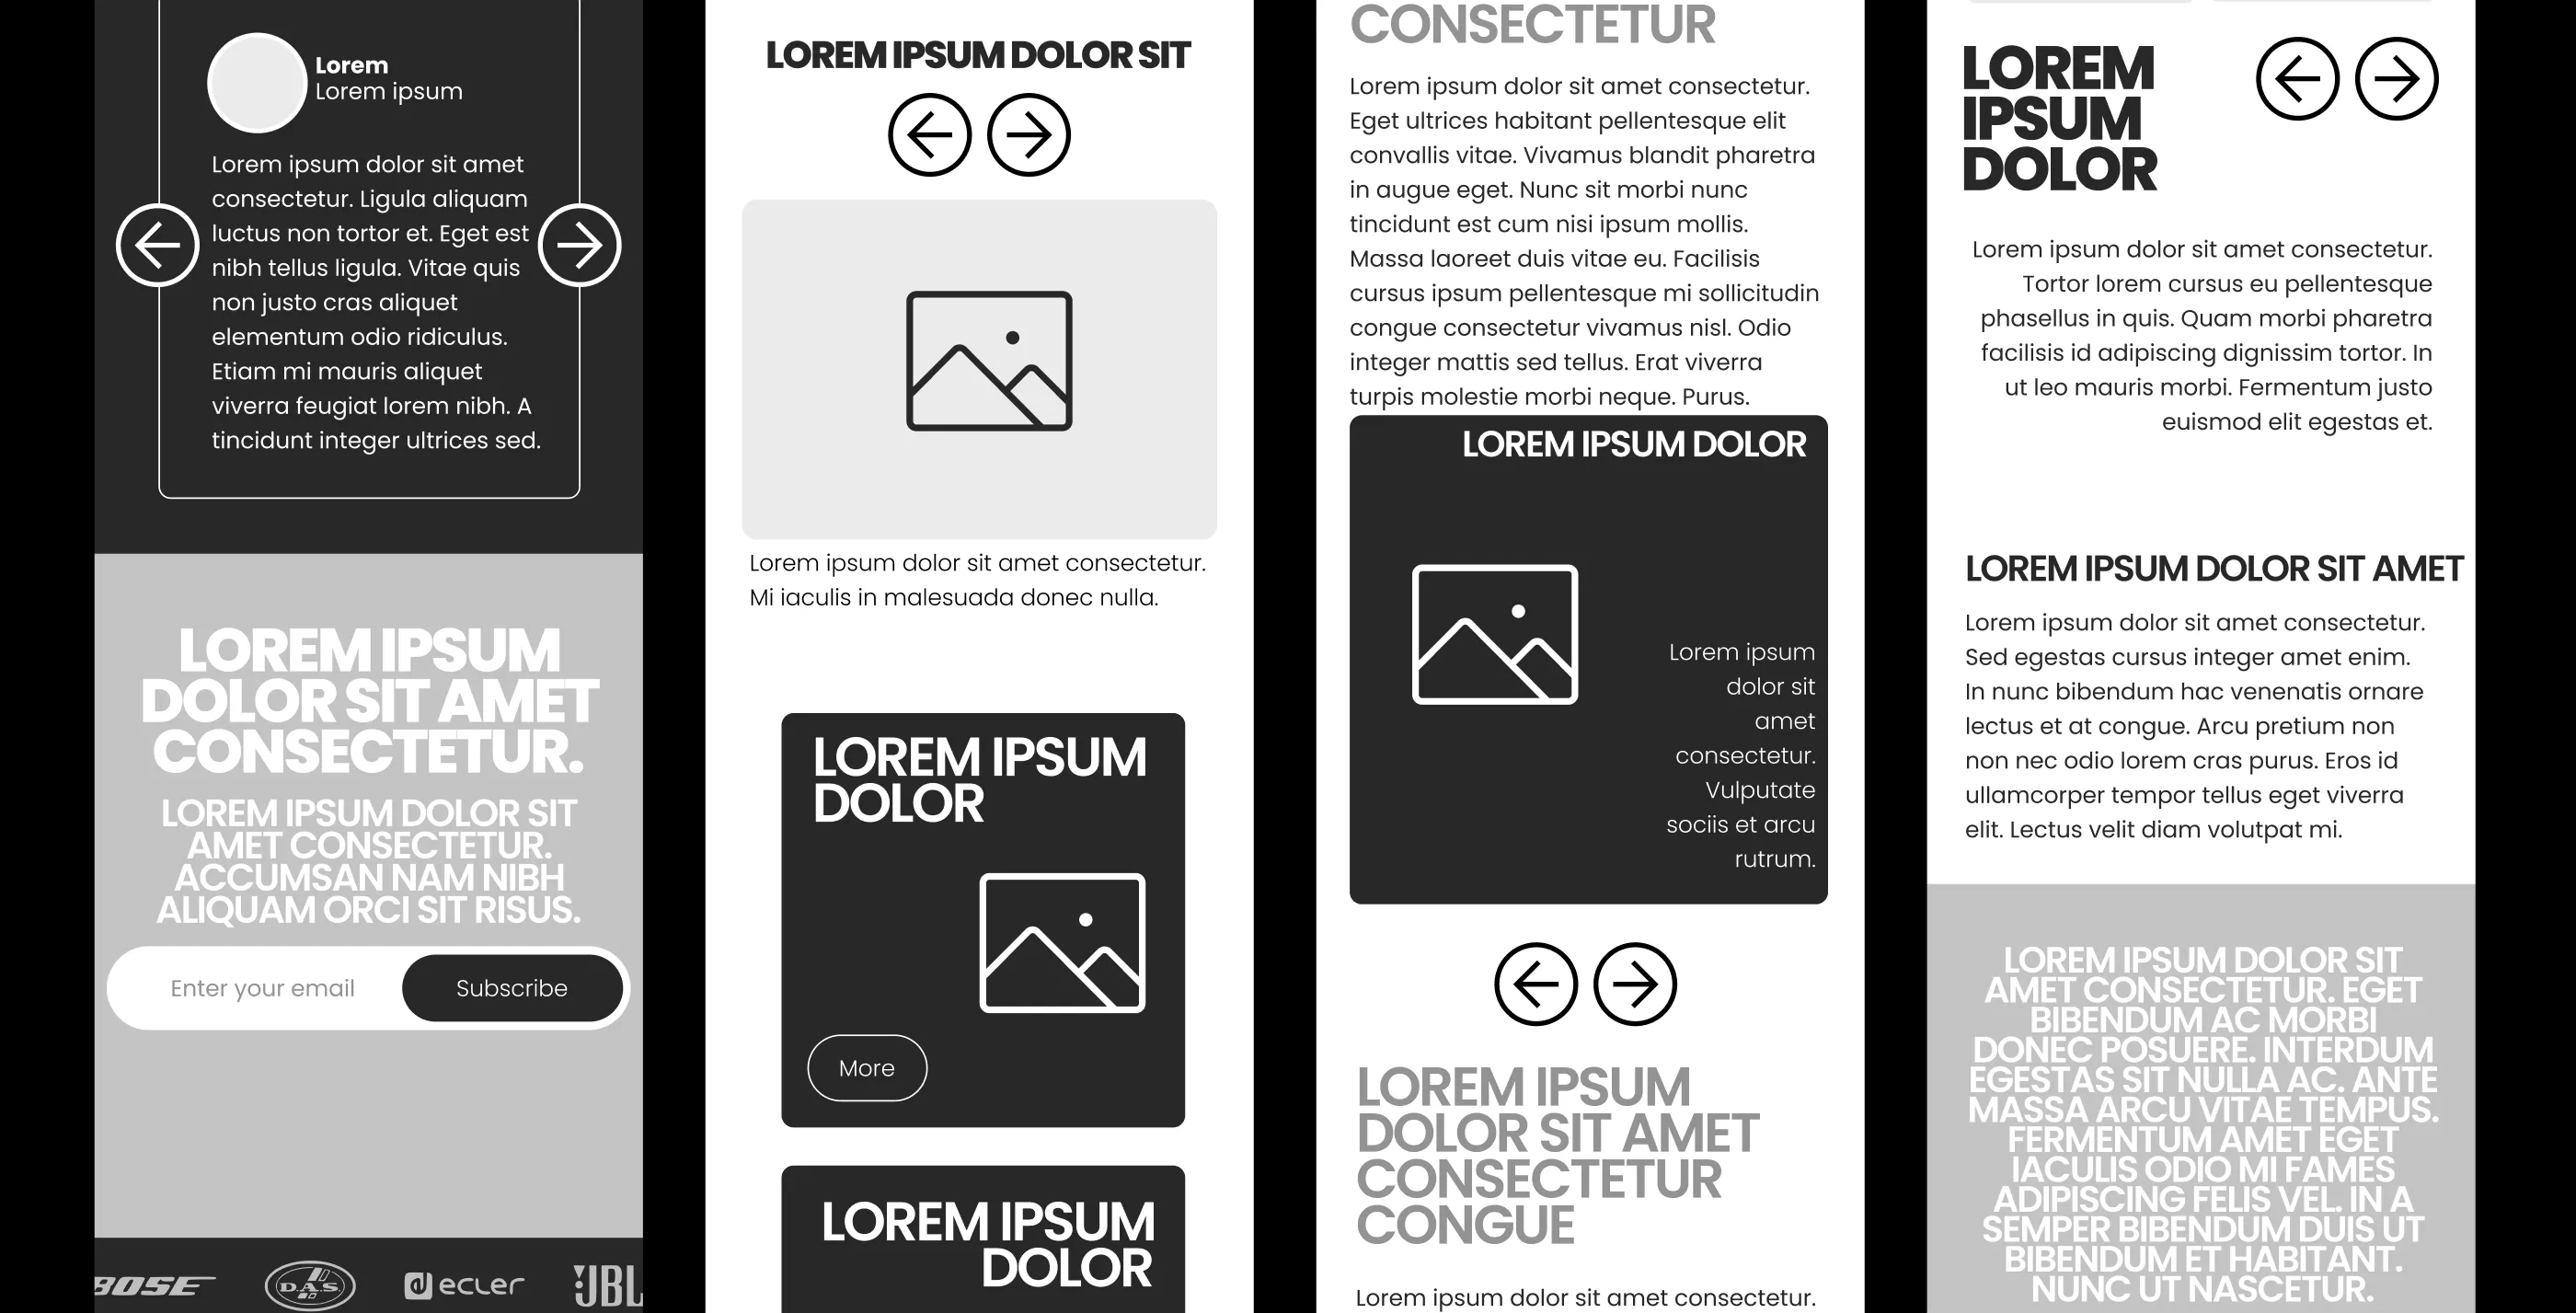 Lorem
Lorem ipsum
Lorem ipsum dolor sit amet
consectetur. Ligula aliquam
luctus non tortor et. Eget est
nibh tellus ligula. Vitae quis
non justo cras aliquet
elementum odio ridiculus.
Etiam mi mauris aliquet
viverra feugiat lorem nibh. A
tincidunt integer ultrices sed.
LOREM IPSUM
DOLOR SIT AMET
CONSECTETUR.
LOREM IPSUM DOLOR SIT
AMET CONSECTETUR.
ACCUMSAN NAM NIBH
ALIQUAM ORCI SIT RISUS.
Enter your email
Subscribe
BOSE
D.A.S.
ecler
JBL
LOREM IPSUM DOLOR SIT
Lorem ipsum dolor sit amet consectetur.
Mi iaculis in malesuada donec nulla.
LOREM IPSUM
DOLOR
More
LOREM IPSUM
DOLOR
CONSECTETUR
Lorem ipsum dolor sit amet consectetur.
Eget ultrices habitant pellentesque elit
convallis vitae. Vivamus blandit pharetra
in augue eget. Nunc sit morbi nunc
tincidunt est cum nisi ipsum mollis.
Massa laoreet duis vitae eu. Facilisis
cursus ipsum pellentesque mi sollicitudin
congue consectetur vivamus nisl. Odio
integer mattis sed tellus. Erat viverra
turpis molestie morbi neque. Purus.
LOREM IPSUM DOLOR
Lorem ipsum
dolor sit
amet
consectetur.
Vulputate
sociis et arcu
rutrum.
LOREM IPSUM
DOLOR SIT AMET
CONSECTETUR
CONGUE
Lorem ipsum dolor sit amet consectetur.
LOREM
IPSUM
DOLOR
Lorem ipsum dolor sit amet consectetur.
Tortor lorem cursus eu pellentesque
phasellus in quis. Quam morbi pharetra
facilisis id adipiscing dignissim tortor. In
ut leo mauris morbi. Fermentum justo
euismod elit egestas et.
LOREM IPSUM DOLOR SIT AMET
Lorem ipsum dolor sit amet consectetur.
Sed egestas cursus integer amet enim.
In nunc bibendum hac venenatis ornare
lectus et at congue. Arcu pretium non
non nec odio lorem cras purus. Eros id
ullamcorper tempor tellus eget viverra
elit. Lectus velit diam volutpat mi.
LOREM IPSUM DOLOR SIT
AMET CONSECTETUR. EGET
BIBENDUM AC MORBI
DONEC POSUERE. INTERDUM
EGESTAS SIT NULLA AC. ANTE
MASSA ARCU VITAE TEMPUS.
FERMENTUM AMET EGET
IACULIS ODIO MI FAMES
ADIPISCING FELIS VEL. IN A
SEMPER BIBENDUM DUIS UT
BIBENDUM ET HABITANT.
NUNC UT NASCETUR.